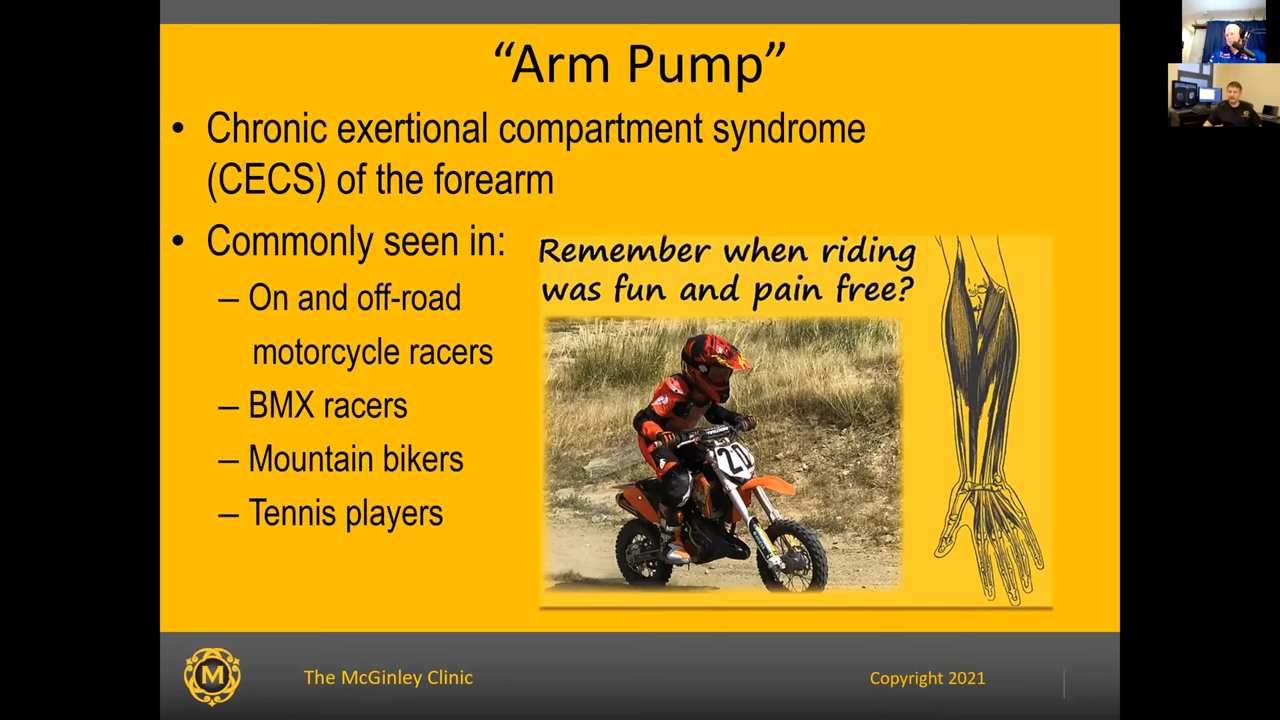 “Arm Pump”
• Chronic exertional compartment syndrome
(CECS) of the forearm
• Commonly seen in:
– On and off-road
motorcycle racers
– BMX racers
– Mountain bikers
– Tennis players
Remember when riding
was fun and pain free?
20
M
The McGinley Clinic
Copyright 2021